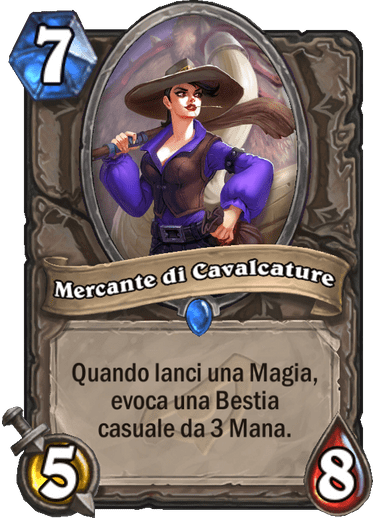 7
Mercante di Cavalcature
Quando lanci una Magia,
evoca una Bestia
casuale da 3 Mana.
5
8